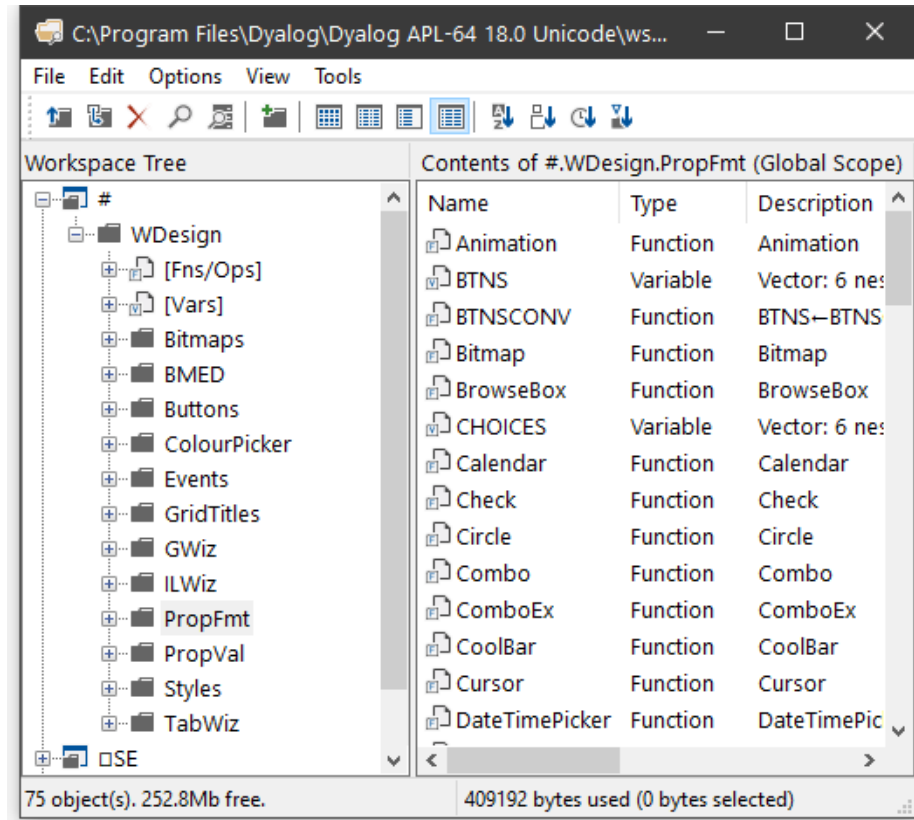 C:\Program Files\Dyalog\Dyalog APL-64 18.0 Unicode\ws...
File Edit Options View Tools
Workspace Tree
#
WDesign
[Fns/Ops]
[Vars]
Bitmaps
BMED
Buttons
ColourPicker
Events
GridTitles
GWiz
ILWiz
PropFmt
PropVal
Styles
TabWiz
□SE
Contents of #.WDesign.PropFmt (Global Scope)
Name Type Description
Animation Function Animation
BTNS Variable Vector: 6 nes
BTNSCONV Function BTNS←BTNS
Bitmap Function Bitmap
BrowseBox Function BrowseBox
CHOICES Variable Vector: 6 nes
Calendar Function Calendar
Check Function Check
Circle Function Circle
Combo Function Combo
ComboEx Function ComboEx
CoolBar Function CoolBar
Cursor Function Cursor
DateTimePicker Function DateTimePic
75 object(s). 252.8Mb free.
409192 bytes used (0 bytes selected)